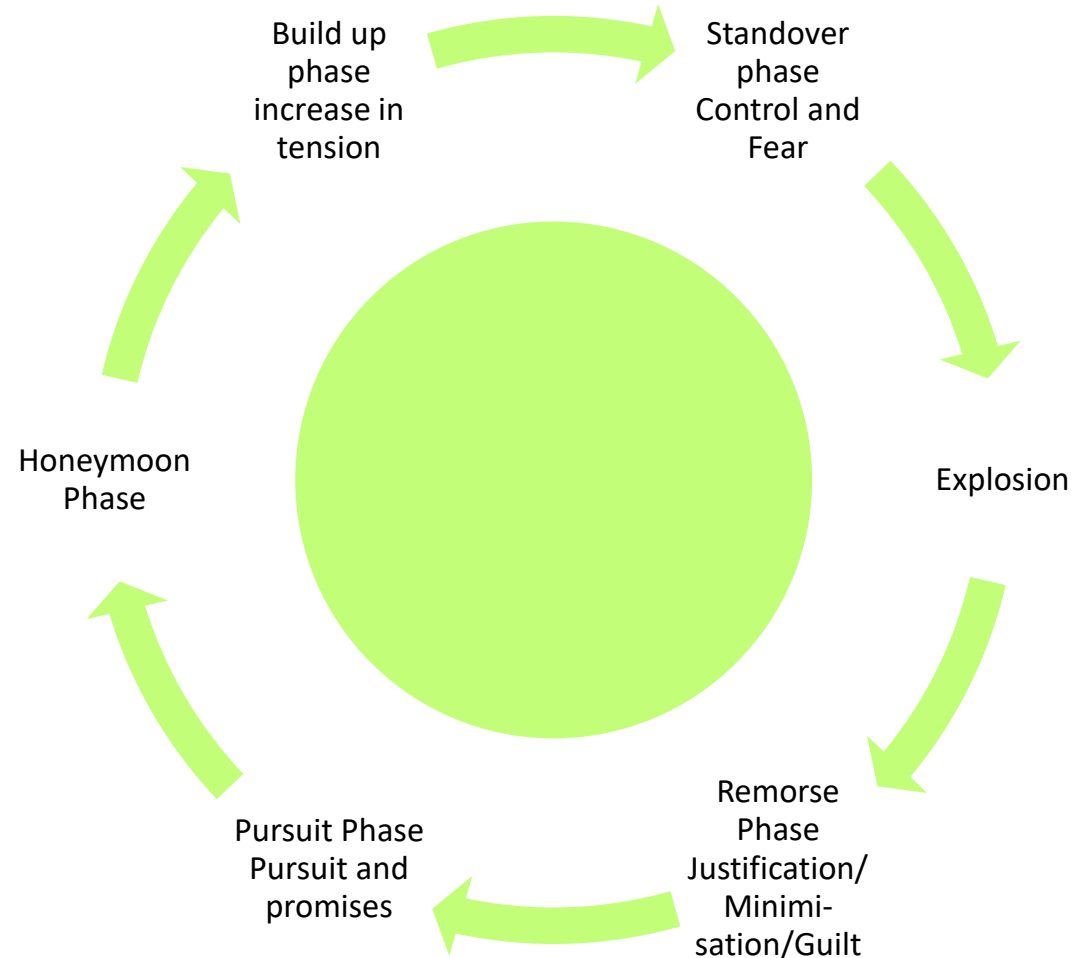 Build up
phase
increase in
tension
Standover
phase
Control and
Fear
Explosion
Remorse
Phase
Justification/
Minimi-
sation/Guilt
Pursuit Phase
Pursuit and
promises
Honeymoon
Phase